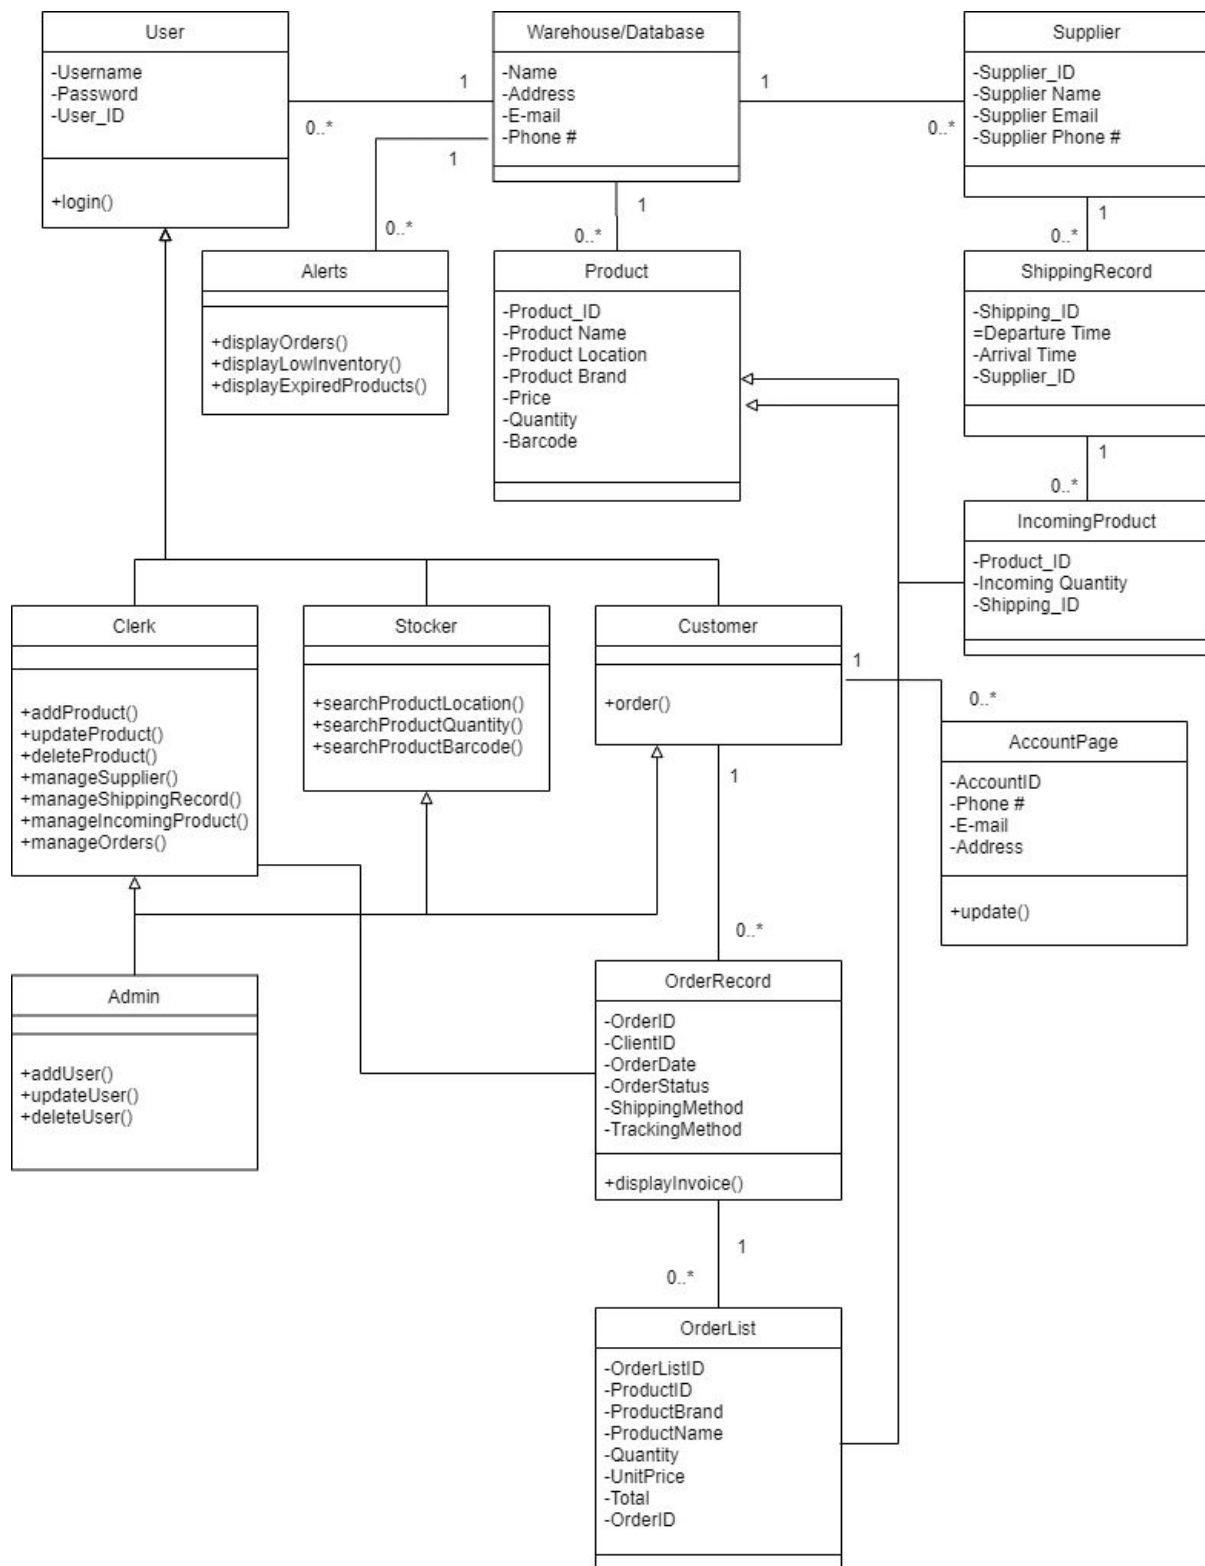 User
-Username
-Password
-User_ID
+login()
1
0..*
Warehouse/Database
-Name
-Address
-E-mail
-Phone #
1
0..*
Supplier
-Supplier_ID
-Supplier Name
-Supplier Email
-Supplier Phone #
1
0..*
1
0..*
1
0..*
Alerts
+displayOrders()
+displayLowInventory()
+displayExpiredProducts()
Product
-Product_ID
-Product Name
-Product Location
-Product Brand
-Price
-Quantity
-Barcode
ShippingRecord
-Shipping_ID
=Departure Time
-Arrival Time
-Supplier_ID
1
0..*
IncomingProduct
-Product_ID
-Incoming Quantity
-Shipping_ID
Clerk
+addProduct()
+updateProduct()
+deleteProduct()
+manageSupplier()
+manageShippingRecord()
+manageIncomingProduct()
+manageOrders()
Stocker
+searchProductLocation()
+searchProductQuantity()
+searchProductBarcode()
Customer
+order()
1
0..*
AccountPage
-AccountID
-Phone #
-E-mail
-Address
+update()
1
0..*
Admin
+addUser()
+updateUser()
+deleteUser()
OrderRecord
-OrderID
-ClientID
-OrderDate
-OrderStatus
-ShippingMethod
-TrackingMethod
+displayInvoice()
1
0..*
OrderList
-OrderListID
-ProductID
-ProductBrand
-ProductName
-Quantity
-UnitPrice
-Total
-OrderID